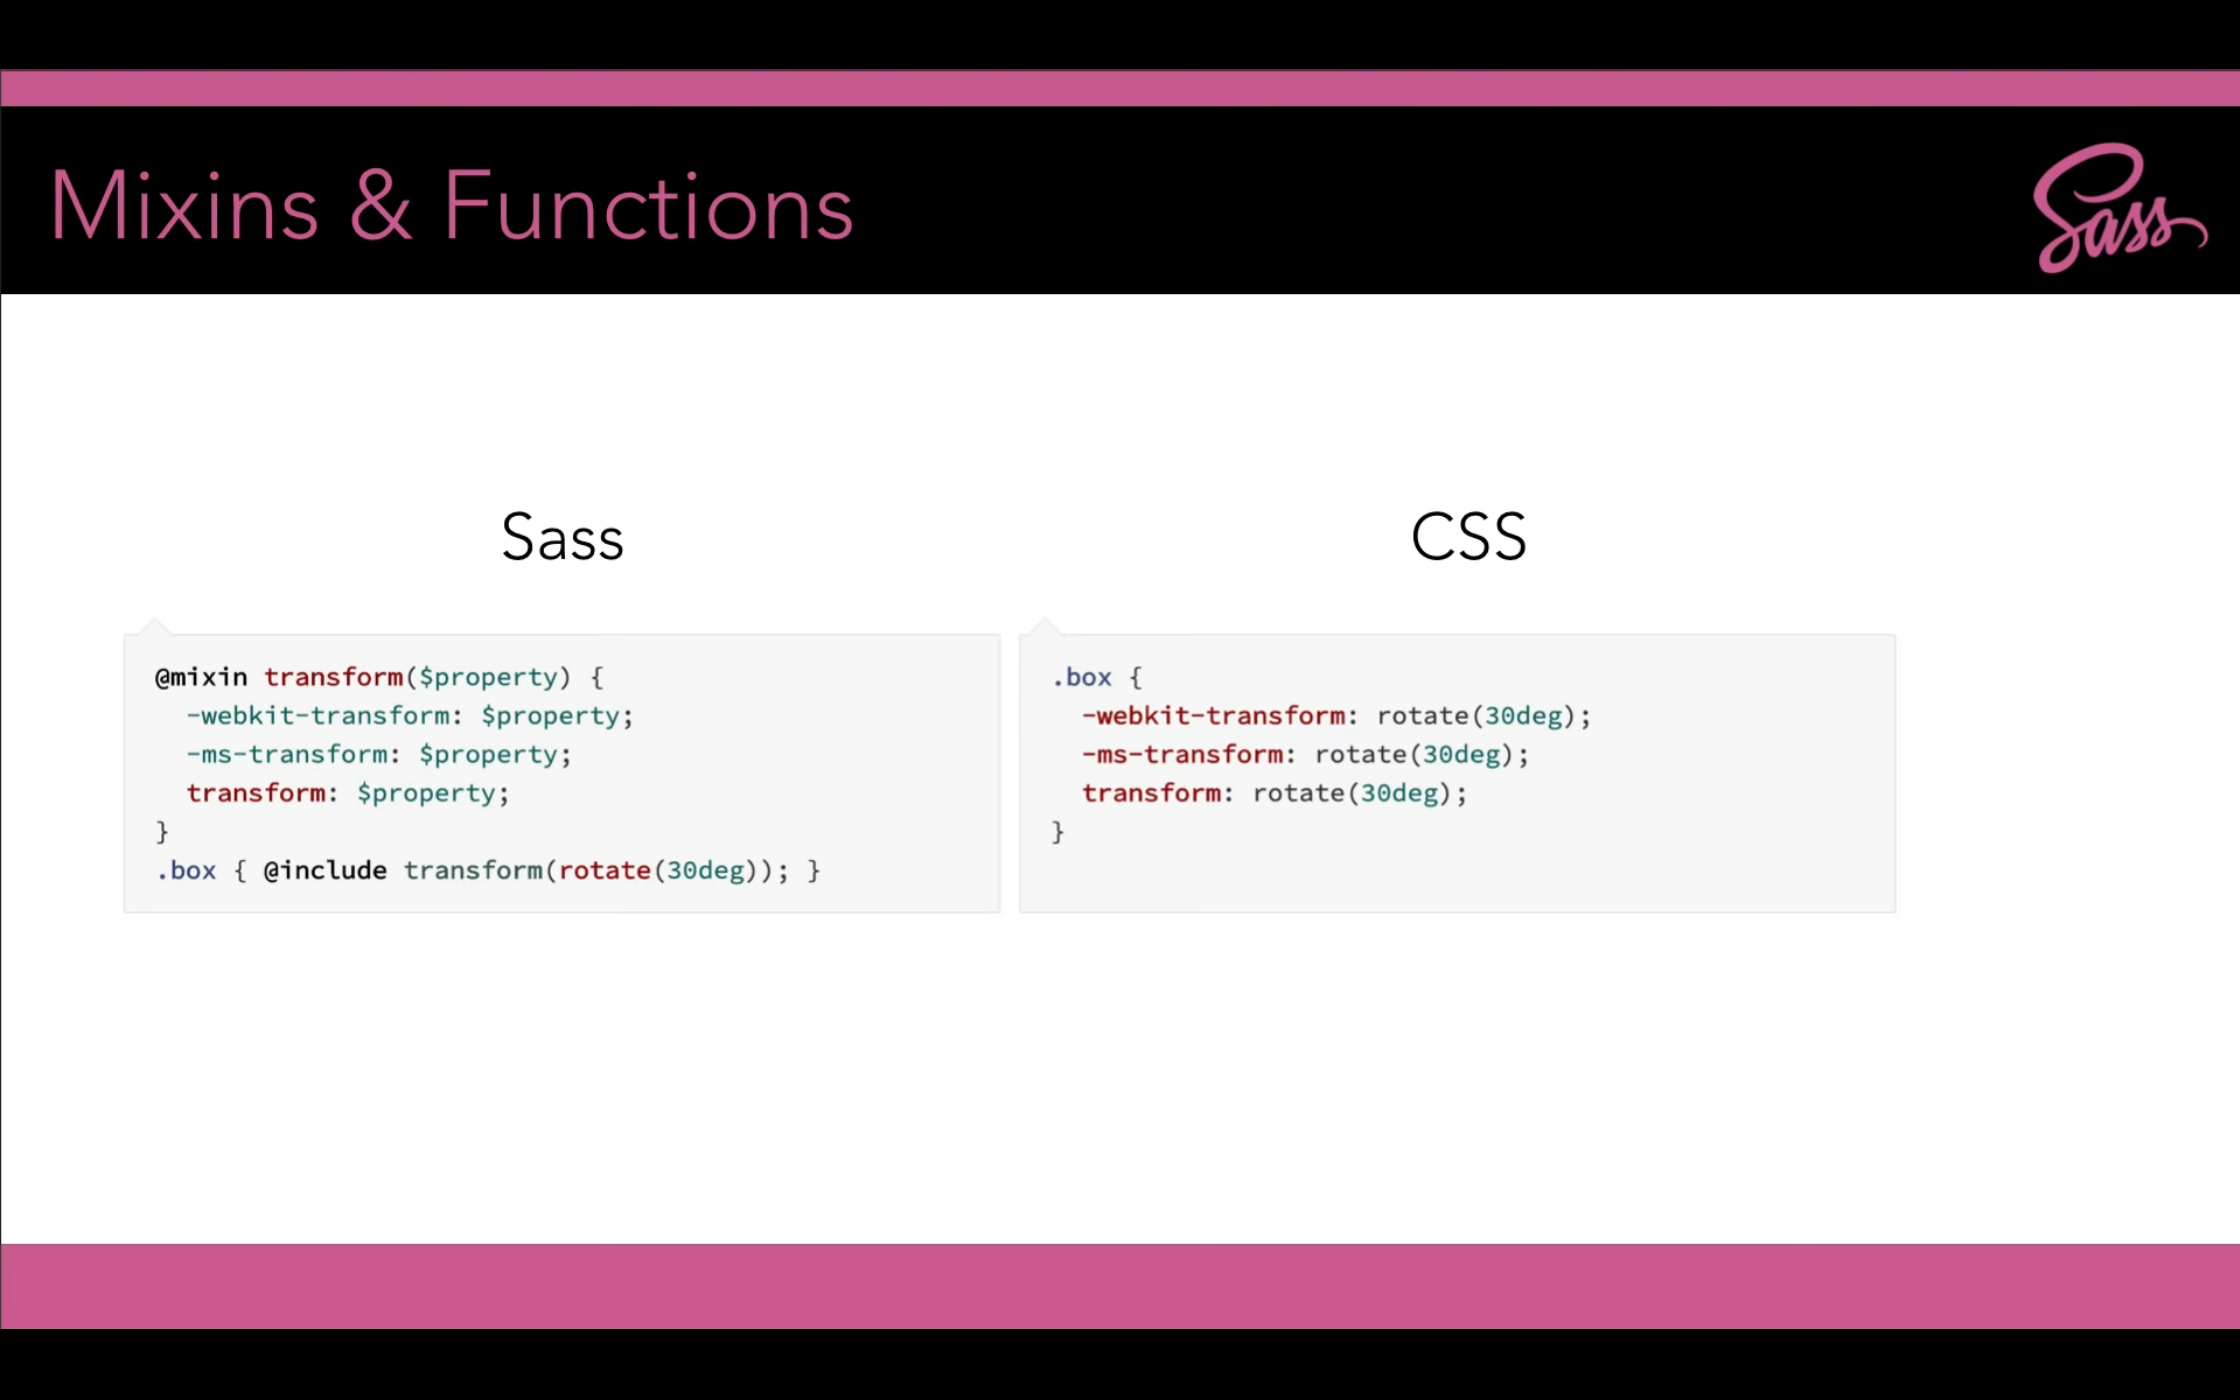 Mixins & Functions
Sass
Sass
CSS
@mixin transform($property) {
-webkit-transform: $property;
-ms-transform: $property;
transform: $property;
}
.box { @include transform(rotate(30deg)); }
.box {
-webkit-transform: rotate(30deg);
-ms-transform: rotate(30deg);
transform: rotate(30deg);
}